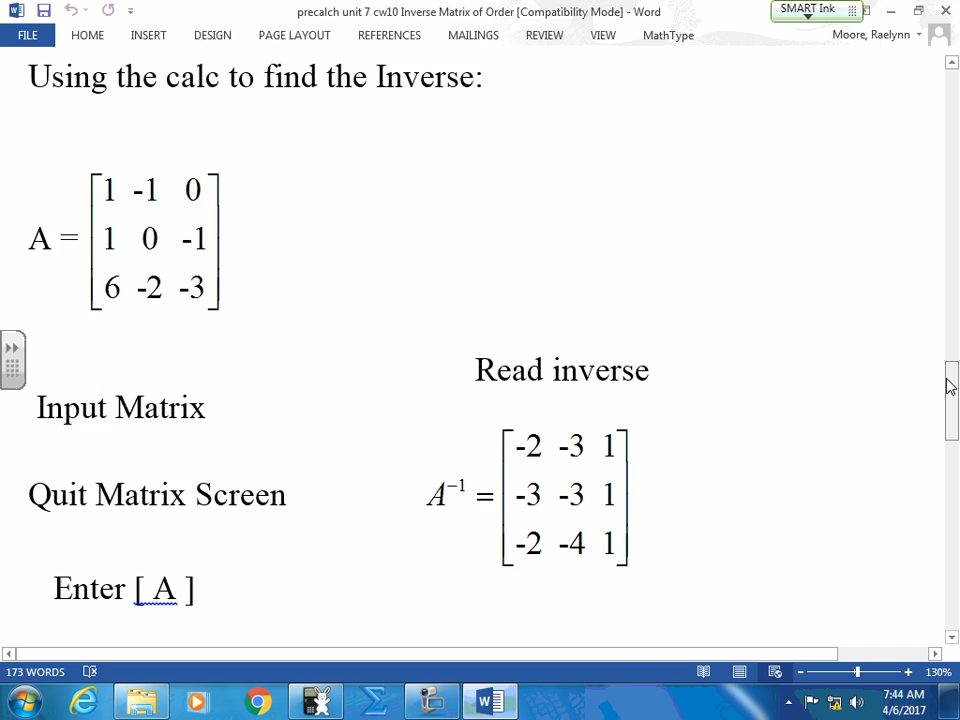 precalch unit 7 cw10 Inverse Matrix of Order [Compatibility Mode] - Word
SMART Ink
FILE HOME INSERT DESIGN PAGE LAYOUT REFERENCES MAILINGS REVIEW VIEW MathType Moore, Raelynn
Using the calc to find the Inverse:
1 -1 0
A = 1 0 -1
6 -2 -3
Read inverse
Input Matrix
-2 -3 1
Quit Matrix Screen A⁻¹ = -3 -3 1
-2 -4 1
Enter [ A ]
173 WORDS 130%
7:44 AM
4/6/2017